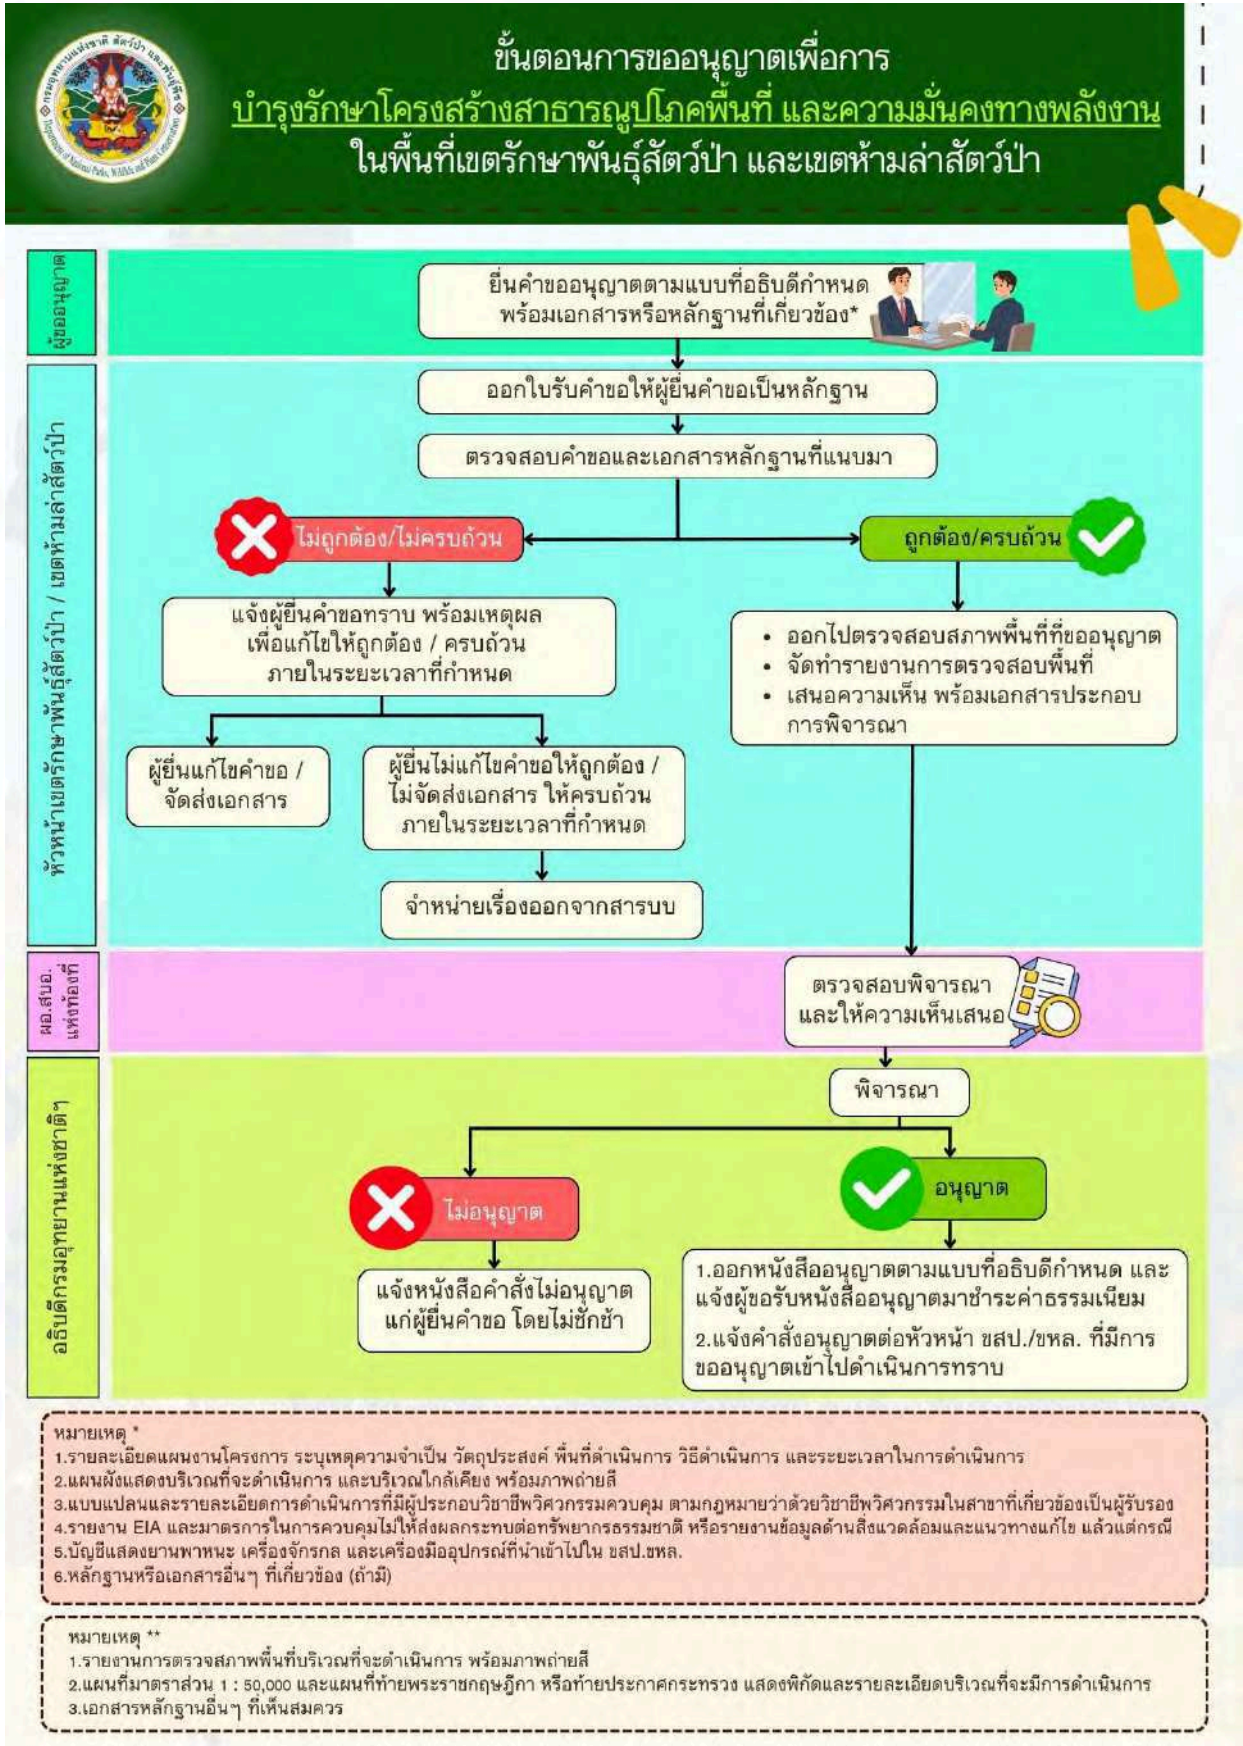 ขั้นตอนการขออนุญาตเพื่อการ
บำรุงรักษาโครงสร้างสาธารณูปโภคพื้นที่ และความมั่นคงทางพลังงาน
ในพื้นที่เขตรักษาพันธุ์สัตว์ป่า และเขตห้ามล่าสัตว์ป่า
กรมอุทยานแห่งชาติ สัตว์ป่า และพันธุ์พืช
Department of National Parks, Wildlife and Plant Conservation
ผู้ขออนุญาต
ยื่นคำขออนุญาตตามแบบที่อธิบดีกำหนด
พร้อมเอกสารหรือหลักฐานที่เกี่ยวข้อง*
หัวหน้าเขตรักษาพันธุ์สัตว์ป่า / เขตห้ามล่าสัตว์ป่า
ออกใบรับคำขอให้ผู้ยื่นคำขอเป็นหลักฐาน
ตรวจสอบคำขอและเอกสารหลักฐานที่แนบมา
ไม่ถูกต้อง/ไม่ครบถ้วน
ถูกต้อง/ครบถ้วน
แจ้งผู้ยื่นคำขอทราบ พร้อมเหตุผล
เพื่อแก้ไขให้ถูกต้อง / ครบถ้วน
ภายในระยะเวลาที่กำหนด
• ออกไปตรวจสอบสภาพพื้นที่ที่ขออนุญาต
• จัดทำรายงานการตรวจสอบพื้นที่
• เสนอความเห็น พร้อมเอกสารประกอบ
การพิจารณา
ผู้ยื่นแก้ไขคำขอ /
จัดส่งเอกสาร
ผู้ยื่นไม่แก้ไขคำขอให้ถูกต้อง /
ไม่จัดส่งเอกสาร ให้ครบถ้วน
ภายในระยะเวลาที่กำหนด
จำหน่ายเรื่องออกจากสารบบ
ผอ.สบอ.
แห่งท้องที่
ตรวจสอบพิจารณา
และให้ความเห็นเสนอ
อธิบดีกรมอุทยานแห่งชาติฯ
พิจารณา
ไม่อนุญาต
อนุญาต
แจ้งหนังสือคำสั่งไม่อนุญาต
แก่ผู้ยื่นคำขอ โดยไม่ชักช้า
1.ออกหนังสืออนุญาตตามแบบที่อธิบดีกำหนด และ
แจ้งผู้ขอรับหนังสืออนุญาตมาชำระค่าธรรมเนียม
2.แจ้งคำสั่งอนุญาตต่อหัวหน้า ขสป./ขหล. ที่มีการ
ขออนุญาตเข้าไปดำเนินการทราบ
หมายเหตุ *
1.รายละเอียดแผนงานโครงการ ระบุเหตุความจำเป็น วัตถุประสงค์ พื้นที่ดำเนินการ วิธีดำเนินการ และระยะเวลาในการดำเนินการ
2.แผนผังแสดงบริเวณที่จะดำเนินการ และบริเวณใกล้เคียง พร้อมภาพถ่ายสี
3.แบบแปลนและรายละเอียดการดำเนินการที่มีผู้ประกอบวิชาชีพวิศวกรรมควบคุม ตามกฎหมายว่าด้วยวิชาชีพวิศวกรรมในสาขาที่เกี่ยวข้องเป็นผู้รับรอง
4.รายงาน EIA และมาตรการในการควบคุมไม่ให้ส่งผลกระทบต่อทรัพยากรธรรมชาติ หรือรายงานข้อมูลด้านสิ่งแวดล้อมและแนวทางแก้ไข แล้วแต่กรณี
5.บัญชีแสดงยานพาหนะ เครื่องจักรกล และเครื่องมืออุปกรณ์ที่นำเข้าไปใน ขสป.ขหล.
6.หลักฐานหรือเอกสารอื่นๆ ที่เกี่ยวข้อง (ถ้ามี)
หมายเหตุ **
1.รายงานการตรวจสภาพพื้นที่บริเวณที่จะดำเนินการ พร้อมภาพถ่ายสี
2.แผนที่มาตราส่วน 1 : 50,000 และแผนที่ท้ายพระราชกฤษฎีกา หรือท้ายประกาศกระทรวง แสดงพิกัดและรายละเอียดบริเวณที่จะมีการดำเนินการ
3.เอกสารหลักฐานอื่นๆ ที่เห็นสมควร